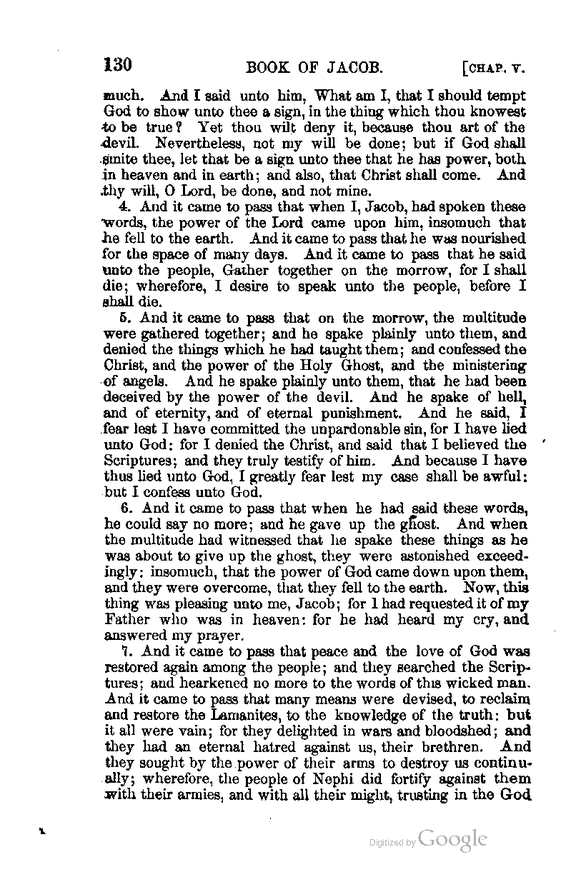 130 BOOK OF JACOB. [CHAP. V.
much. And I said unto him, What am I, that I should tempt
God to show unto thee a sign, in the thing which thou knowest
to be true? Yet thou wilt deny it, because thou art of the
devil. Nevertheless, not my will be done; but if God shall
smite thee, let that be a sign unto thee that he has power, both
in heaven and in earth; and also, that Christ shall come. And
thy will, O Lord, be done, and not mine.
4. And it came to pass that when I, Jacob, had spoken these
words, the power of the Lord came upon him, insomuch that
he fell to the earth. And it came to pass that he was nourished
for the space of many days. And it came to pass that he said
unto the people, Gather together on the morrow, for I shall
die; wherefore, I desire to speak unto the people, before I
shall die.
5. And it came to pass that on the morrow, the multitude
were gathered together; and he spake plainly unto them, and
denied the things which he had taught them; and confessed the
Christ, and the power of the Holy Ghost, and the ministering
of angels. And he spake plainly unto them, that he had been
deceived by the power of the devil. And he spake of hell,
and of eternity, and of eternal punishment. And he said, I
fear lest I have committed the unpardonable sin, for I have lied
unto God: for I denied the Christ, and said that I believed the
Scriptures; and they truly testify of him. And because I have
thus lied unto God, I greatly fear lest my case shall be awful:
but I confess unto God.
6. And it came to pass that when he had said these words,
he could say no more; and he gave up the ghost. And when
the multitude had witnessed that he spake these things as he
was about to give up the ghost, they were astonished exceed-
ingly: insomuch, that the power of God came down upon them,
and they were overcome, that they fell to the earth. Now, this
thing was pleasing unto me, Jacob; for I had requested it of my
Father who was in heaven: for he had heard my cry, and
answered my prayer.
7. And it came to pass that peace and the love of God was
restored again among the people; and they searched the Scrip-
tures; and hearkened no more to the words of this wicked man.
And it came to pass that many means were devised, to reclaim
and restore the Lamanites, to the knowledge of the truth: but
it all were vain; for they delighted in wars and bloodshed; and
they had an eternal hatred against us, their brethren. And
they sought by the power of their arms to destroy us continu-
ally; wherefore, the people of Nephi did fortify against them
with their armies, and with all their might, trusting in the God
Digitized by Google